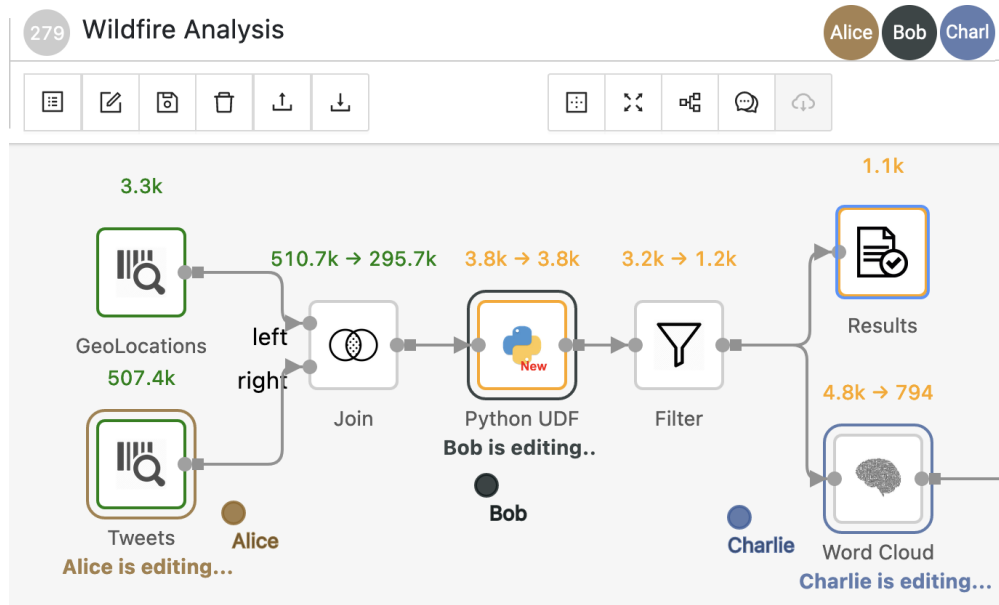 279 Wildfire Analysis
Alice Bob Charl
3.3k
1.1k
510.7k → 295.7k
3.8k → 3.8k
3.2k → 1.2k
left
right
GeoLocations
507.4k
Results
New
Join
Python UDF
Filter
4.8k → 794
Bob is editing..
Bob
Alice
Charlie
Tweets
Alice is editing...
Word Cloud
Charlie is editing...